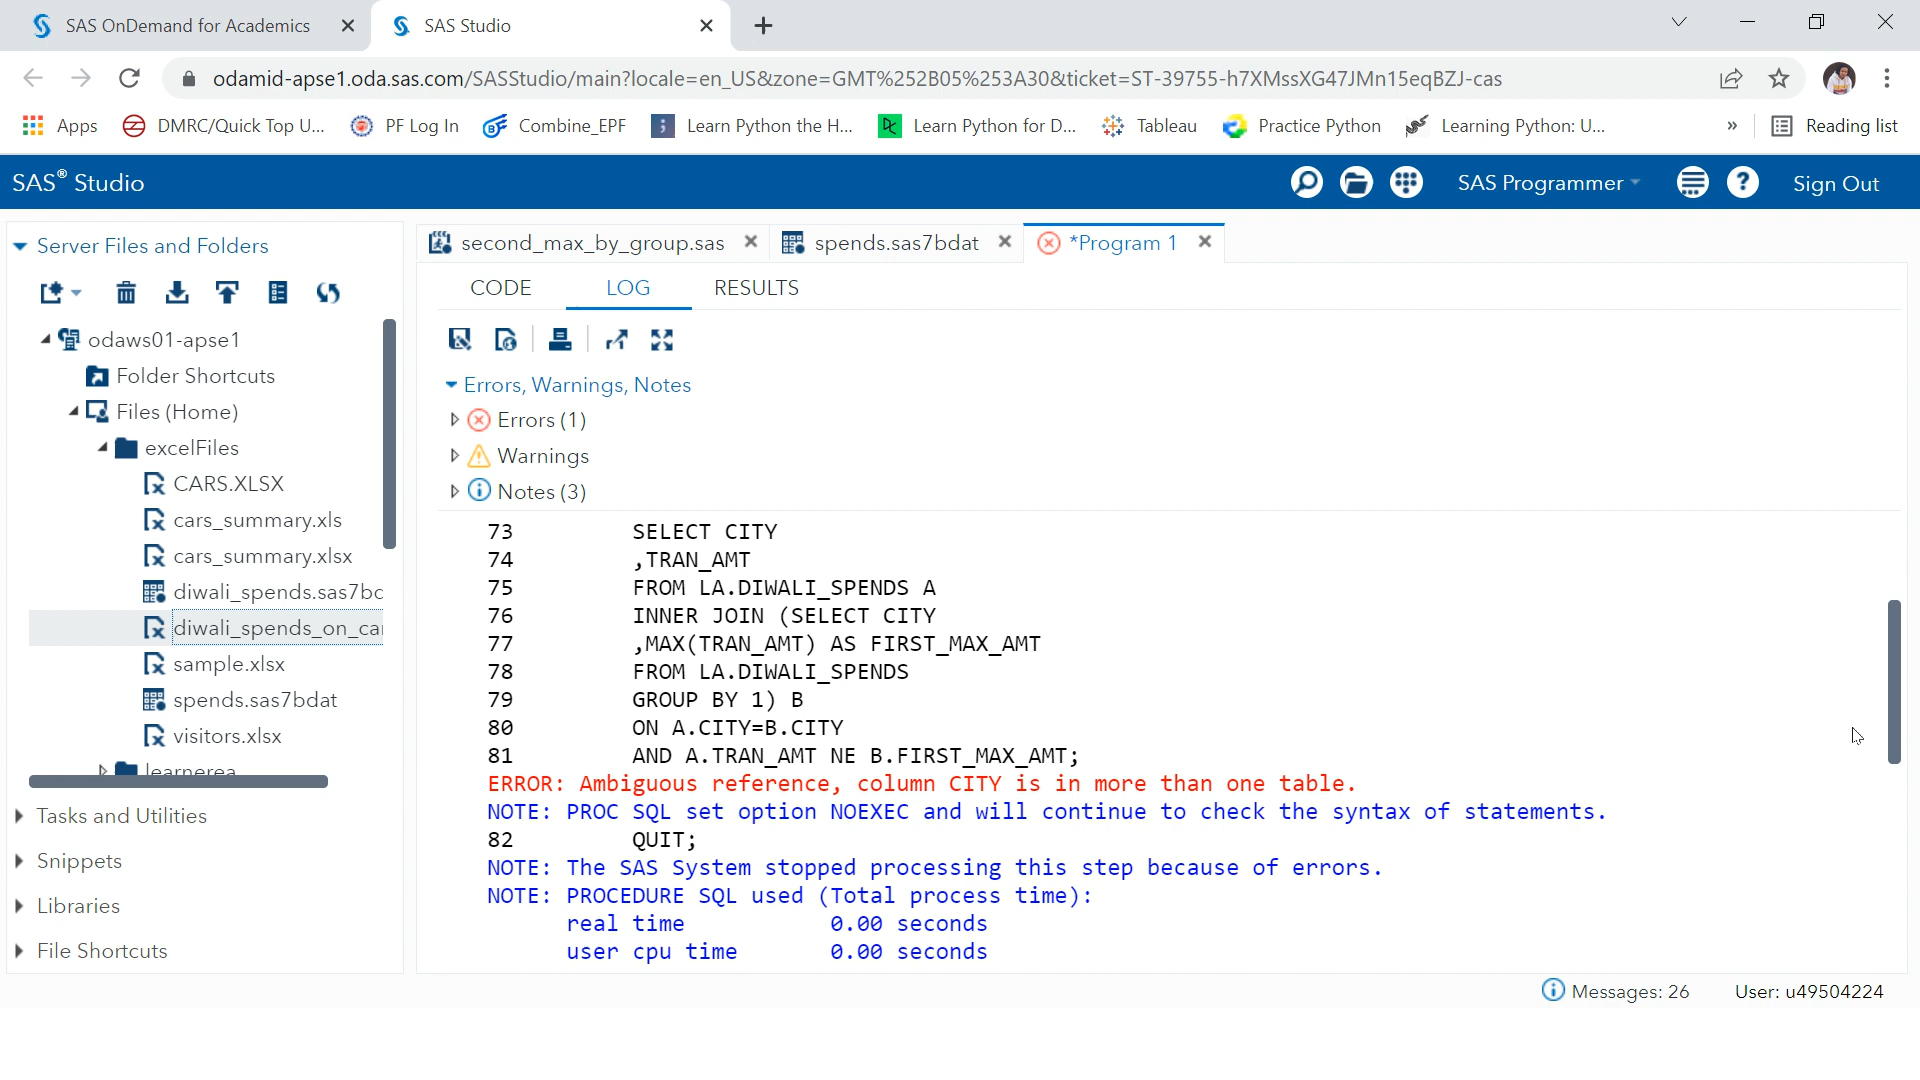 SAS OnDemand for Academics
SAS Studio
odamid-apse1.oda.sas.com/SASStudio/main?locale=en_US&zone=GMT%252B05%253A30&ticket=ST-39755-h7XMssXG47JMn15eqBZJ-cas
Apps
DMRC/Quick Top U...
PF Log In
Combine_EPF
Learn Python the H...
Learn Python for D...
Tableau
Practice Python
Learning Python: U...
»
Reading list
SAS® Studio
SAS Programmer
Sign Out
Server Files and Folders
odaws01-apse1
Folder Shortcuts
Files (Home)
excelFiles
CARS.XLSX
cars_summary.xls
cars_summary.xlsx
diwali_spends.sas7bc
diwali_spends_on_car
sample.xlsx
spends.sas7bdat
visitors.xlsx
learnerea
Tasks and Utilities
Snippets
Libraries
File Shortcuts
second_max_by_group.sas
spends.sas7bdat
*Program 1
CODE
LOG
RESULTS
Errors, Warnings, Notes
Errors (1)
Warnings
Notes (3)
73 SELECT CITY
74 ,TRAN_AMT
75 FROM LA.DIWALI_SPENDS A
76 INNER JOIN (SELECT CITY
77 ,MAX(TRAN_AMT) AS FIRST_MAX_AMT
78 FROM LA.DIWALI_SPENDS
79 GROUP BY 1) B
80 ON A.CITY=B.CITY
81 AND A.TRAN_AMT NE B.FIRST_MAX_AMT;
ERROR: Ambiguous reference, column CITY is in more than one table.
NOTE: PROC SQL set option NOEXEC and will continue to check the syntax of statements.
82 QUIT;
NOTE: The SAS System stopped processing this step because of errors.
NOTE: PROCEDURE SQL used (Total process time):
real time 0.00 seconds
user cpu time 0.00 seconds
Messages: 26
User: u49504224